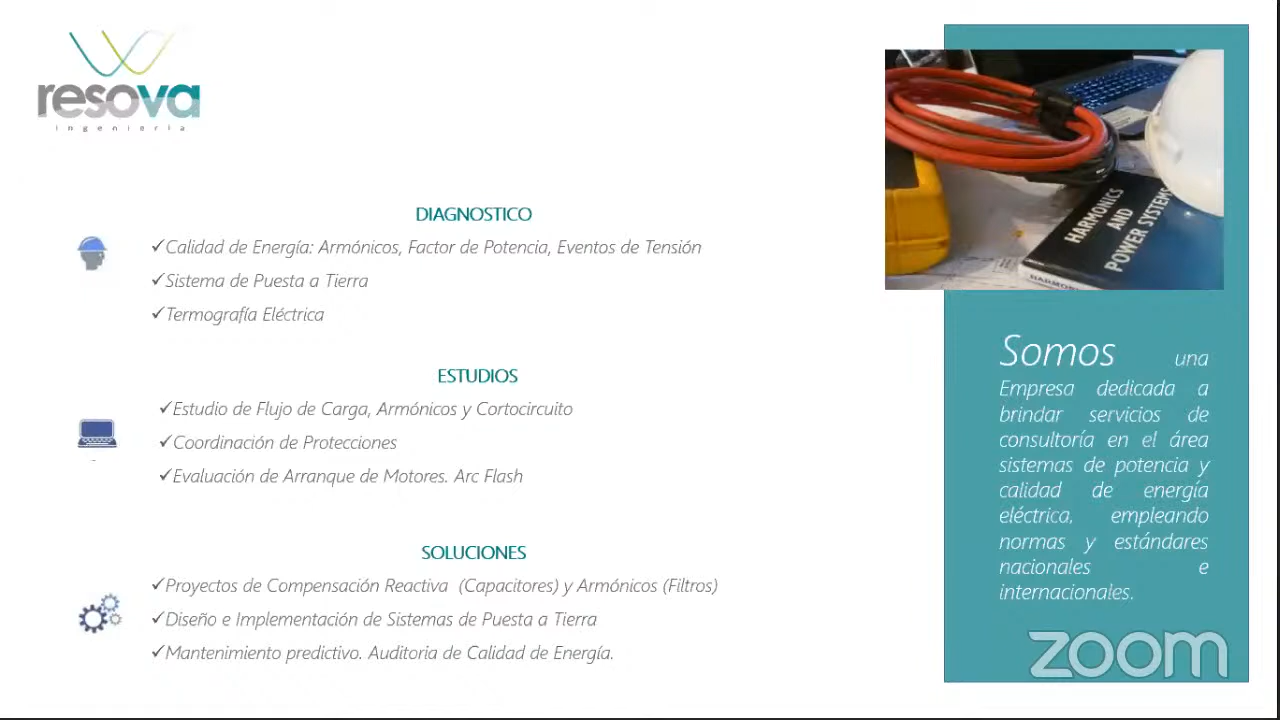 resova
ingeniería
DIAGNOSTICO
✓Calidad de Energía: Armónicos, Factor de Potencia, Eventos de Tensión
✓Sistema de Puesta a Tierra
✓Termografía Eléctrica
ESTUDIOS
✓Estudio de Flujo de Carga, Armónicos y Cortocircuito
✓Coordinación de Protecciones
✓Evaluación de Arranque de Motores. Arc Flash
SOLUCIONES
✓Proyectos de Compensación Reactiva (Capacitores) y Armónicos (Filtros)
✓Diseño e Implementación de Sistemas de Puesta a Tierra
✓Mantenimiento predictivo. Auditoria de Calidad de Energía.
HARMONICS
AND
POWER SYSTEMS
HARMONICS
Somos una
Empresa dedicada a
brindar servicios de
consultoría en el área
sistemas de potencia y
calidad de energía
eléctrica, empleando
normas y estándares
nacionales e
internacionales.
zoom